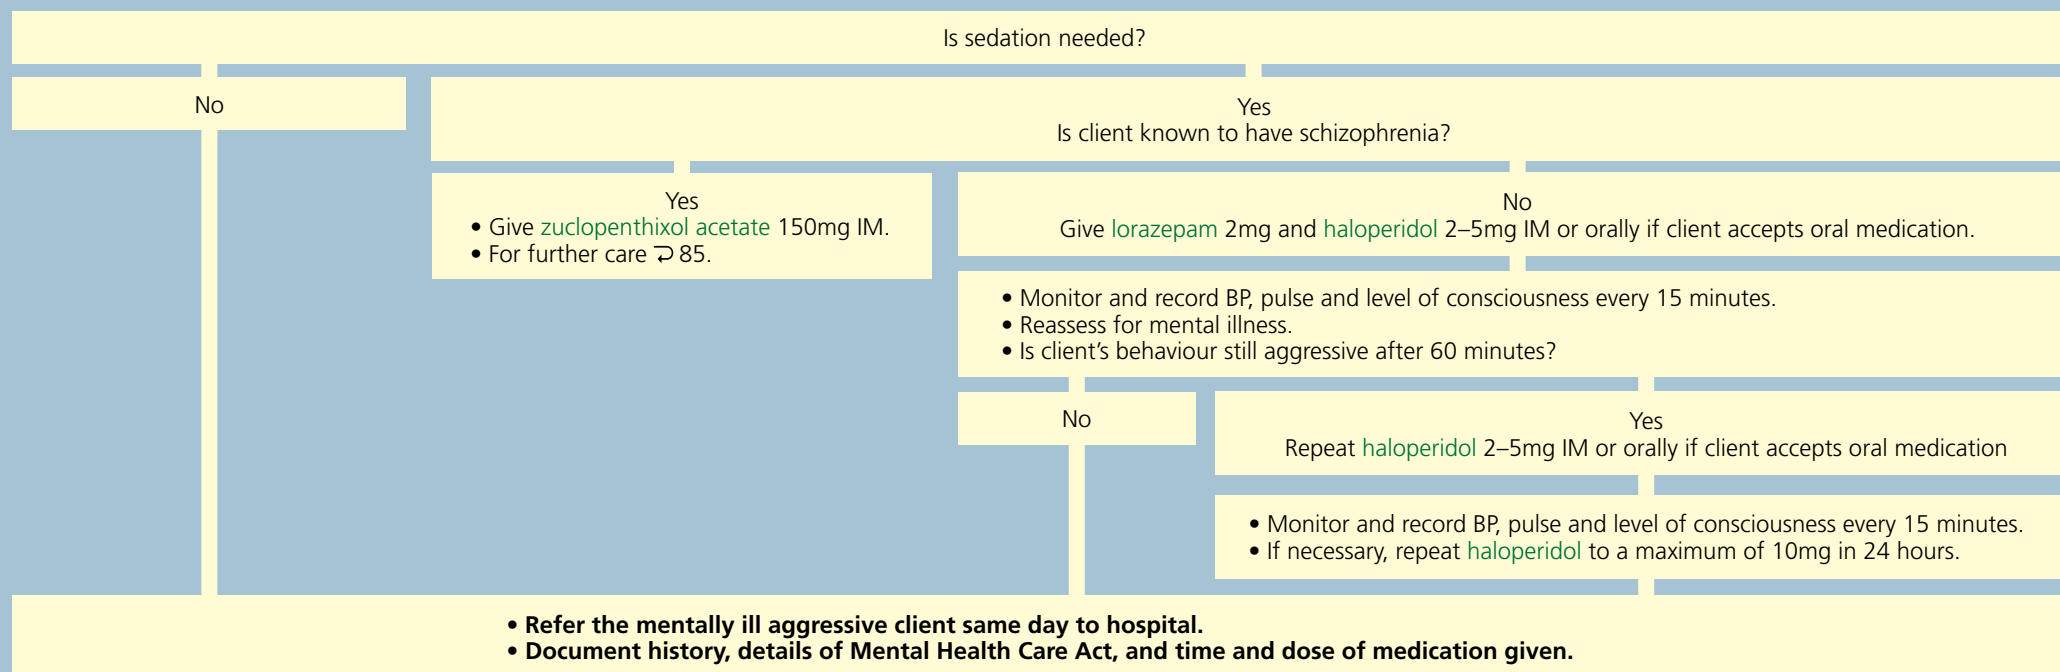 Is sedation needed?
No
Yes
Is client known to have schizophrenia?
Yes
• Give zuclopenthixol acetate 150mg IM.
• For further care ⊋ 85.
No
Give lorazepam 2mg and haloperidol 2–5mg IM or orally if client accepts oral medication.
• Monitor and record BP, pulse and level of consciousness every 15 minutes.
• Reassess for mental illness.
• Is client's behaviour still aggressive after 60 minutes?
No
Yes
Repeat haloperidol 2–5mg IM or orally if client accepts oral medication
• Monitor and record BP, pulse and level of consciousness every 15 minutes.
• If necessary, repeat haloperidol to a maximum of 10mg in 24 hours.
• Refer the mentally ill aggressive client same day to hospital.
• Document history, details of Mental Health Care Act, and time and dose of medication given.